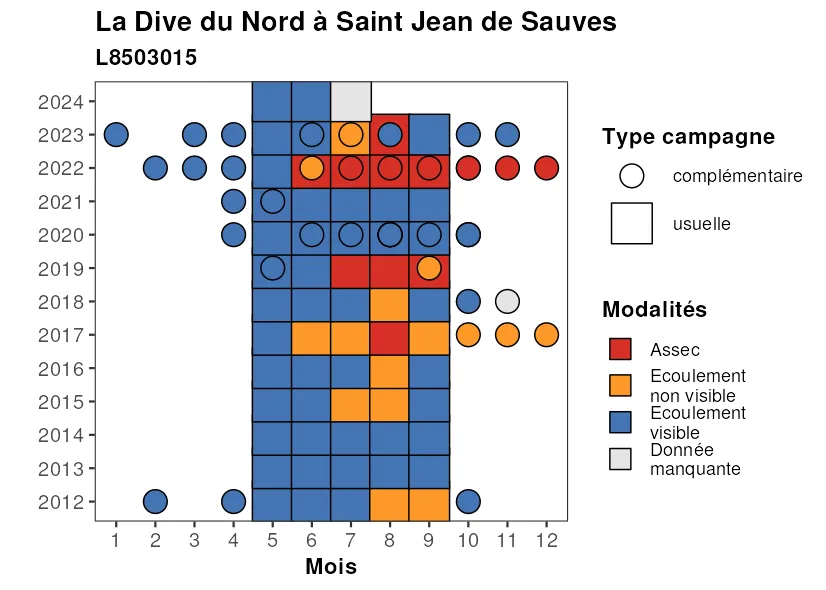 La Dive du Nord à Saint Jean de Sauves
L8503015
2024
2023
2022
2021
2020
2019
2018
2017
2016
2015
2014
2013
2012
1 2 3 4 5 6 7 8 9 10 11 12
Mois
Type campagne
complémentaire
usuelle
Modalités
Assec
Ecoulement
non visible
Ecoulement
visible
Donnée
manquante